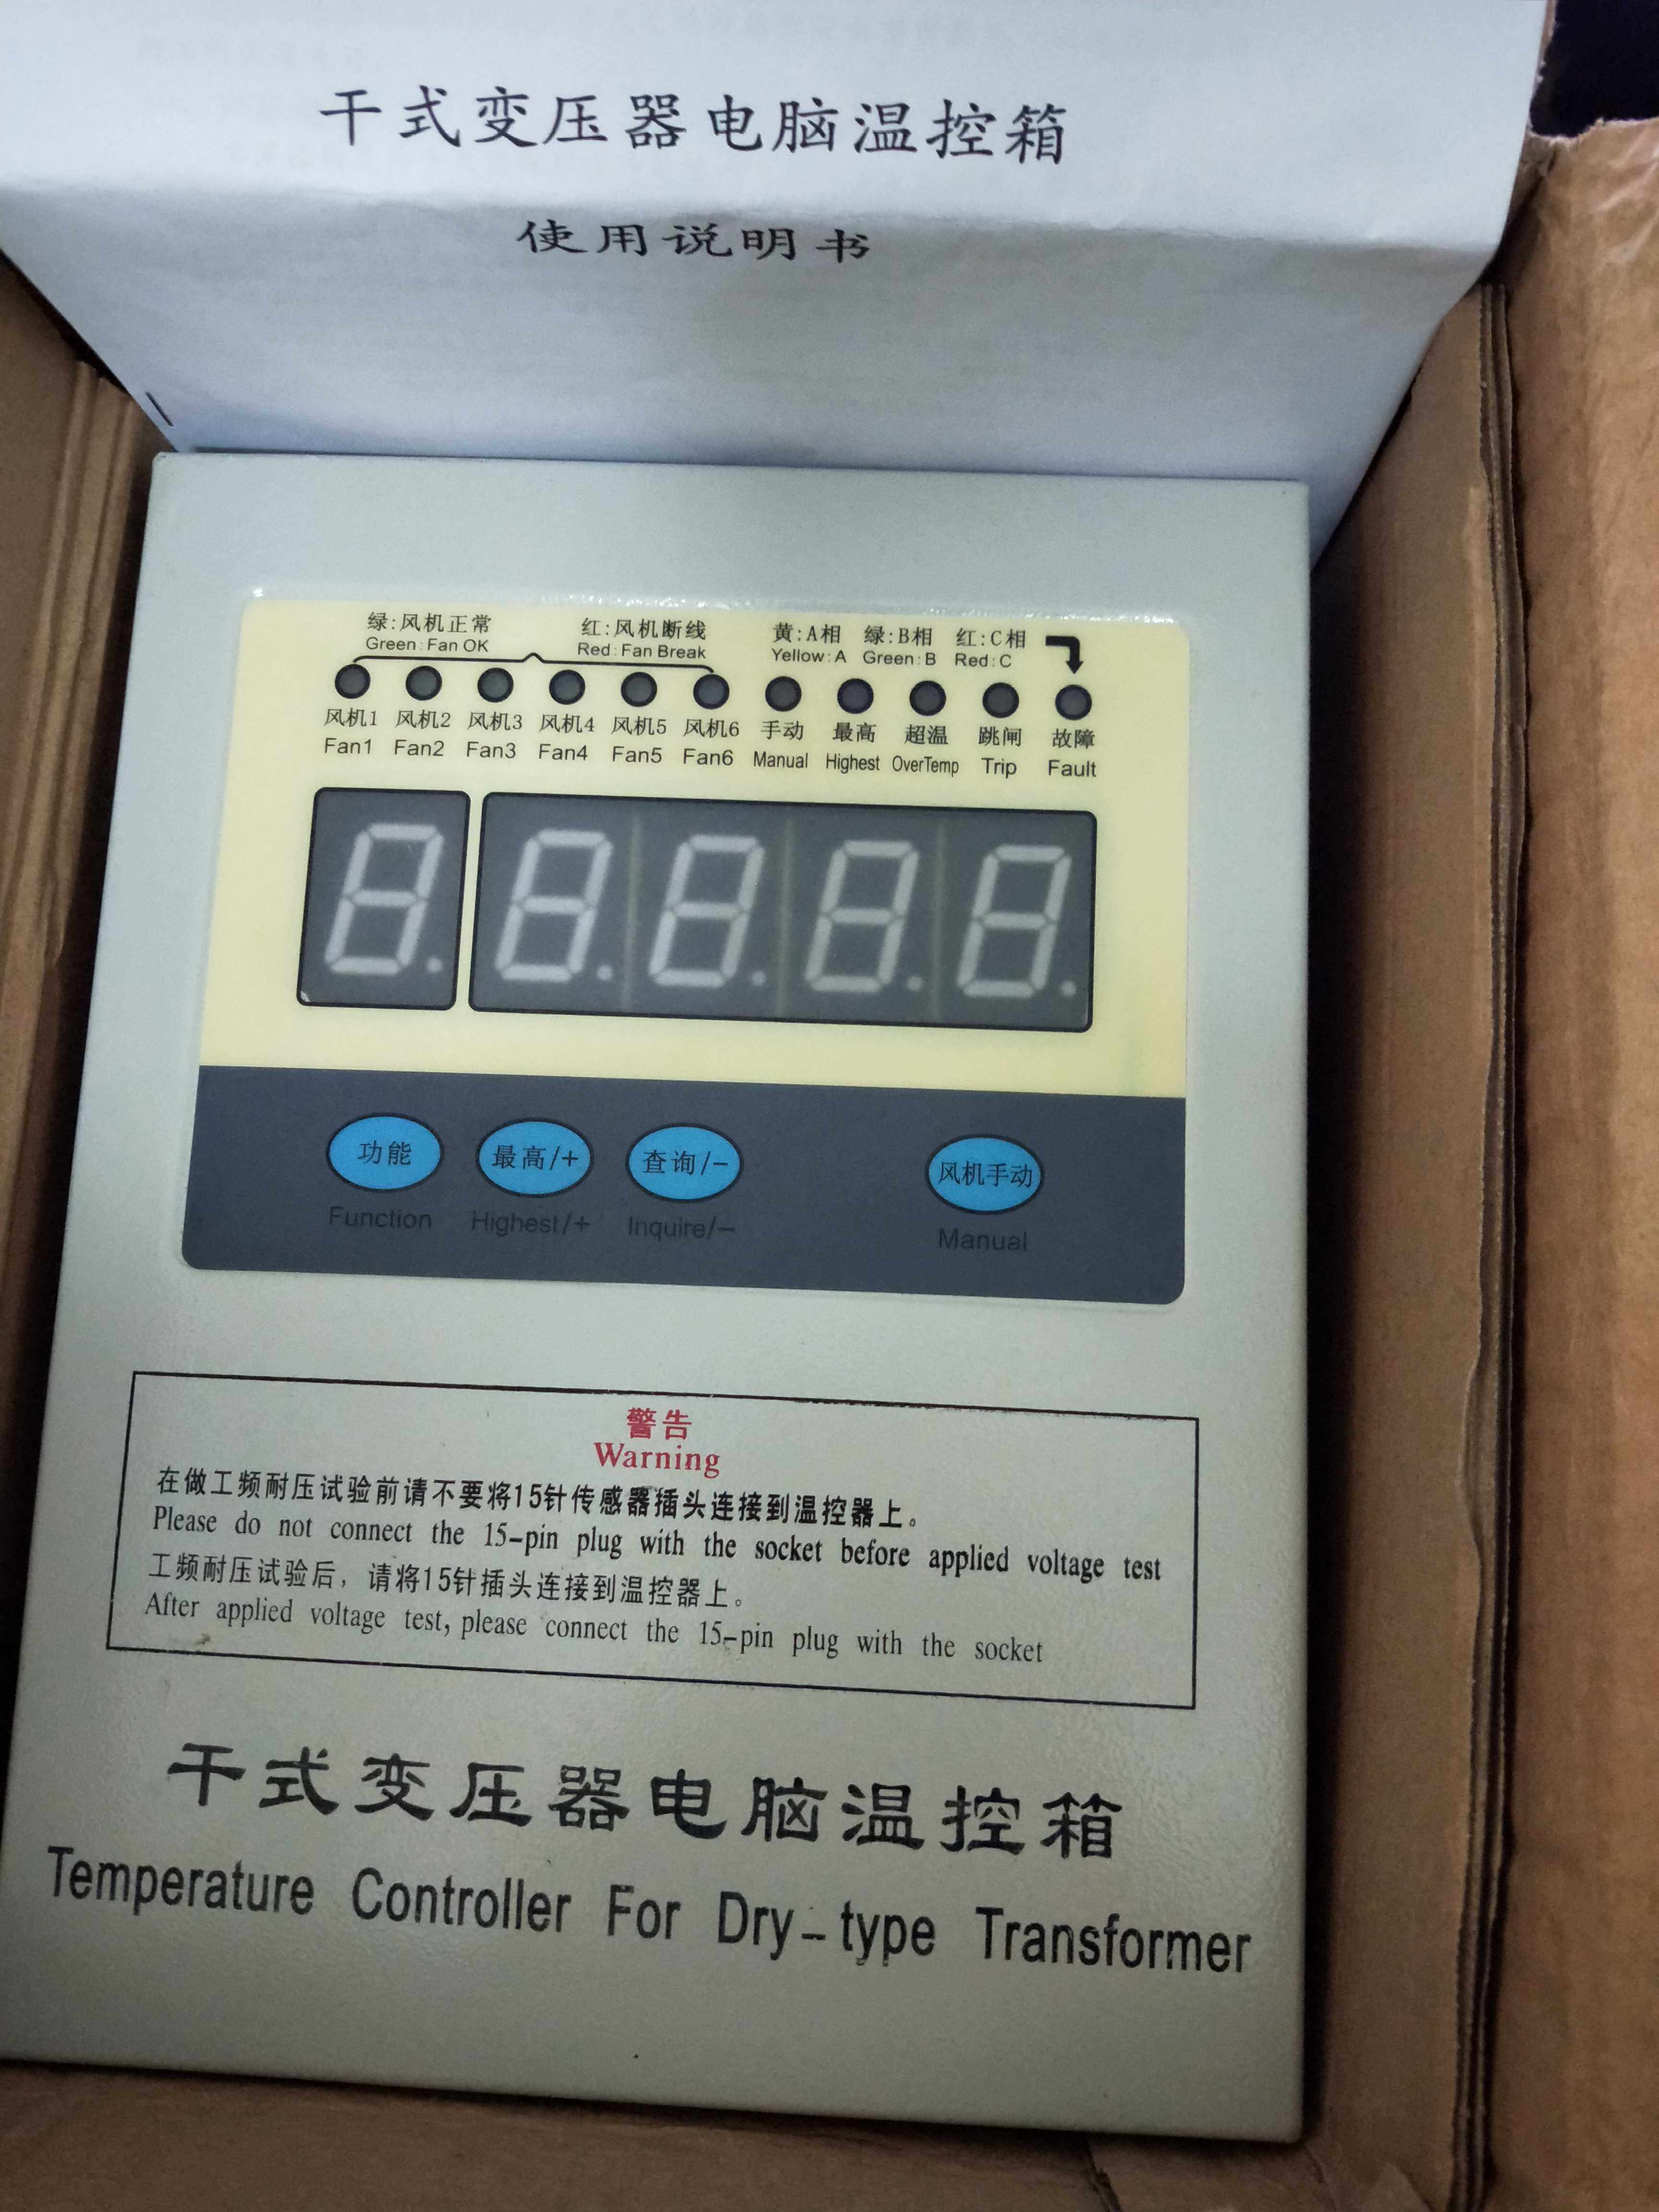 干式变压器电脑温控箱
使用说明书
绿:风机正常 红:风机断线 黄:A相 绿:B相 红:C相
Green:Fan OK Red:Fan Break Yellow:A Green:B Red:C
风机1 风机2 风机3 风机4 风机5 风机6 手动 最高 超温 跳闸 故障
Fan1 Fan2 Fan3 Fan4 Fan5 Fan6 Manual Highest OverTemp Trip Fault
8. 8.8.8.8.
功能 最高/+ 查询/- 风机手动
Function Highest/+ Inquire/- Manual
警告
Warning
在做工频耐压试验前请不要将15针传感器插头连接到温控器上。
Please do not connect the 15-pin plug with the socket before applied voltage test
工频耐压试验后，请将15针插头连接到温控器上。
After applied voltage test, please connect the 15-pin plug with the socket
干式变压器电脑温控箱
Temperature Controller For Dry-type Transformer